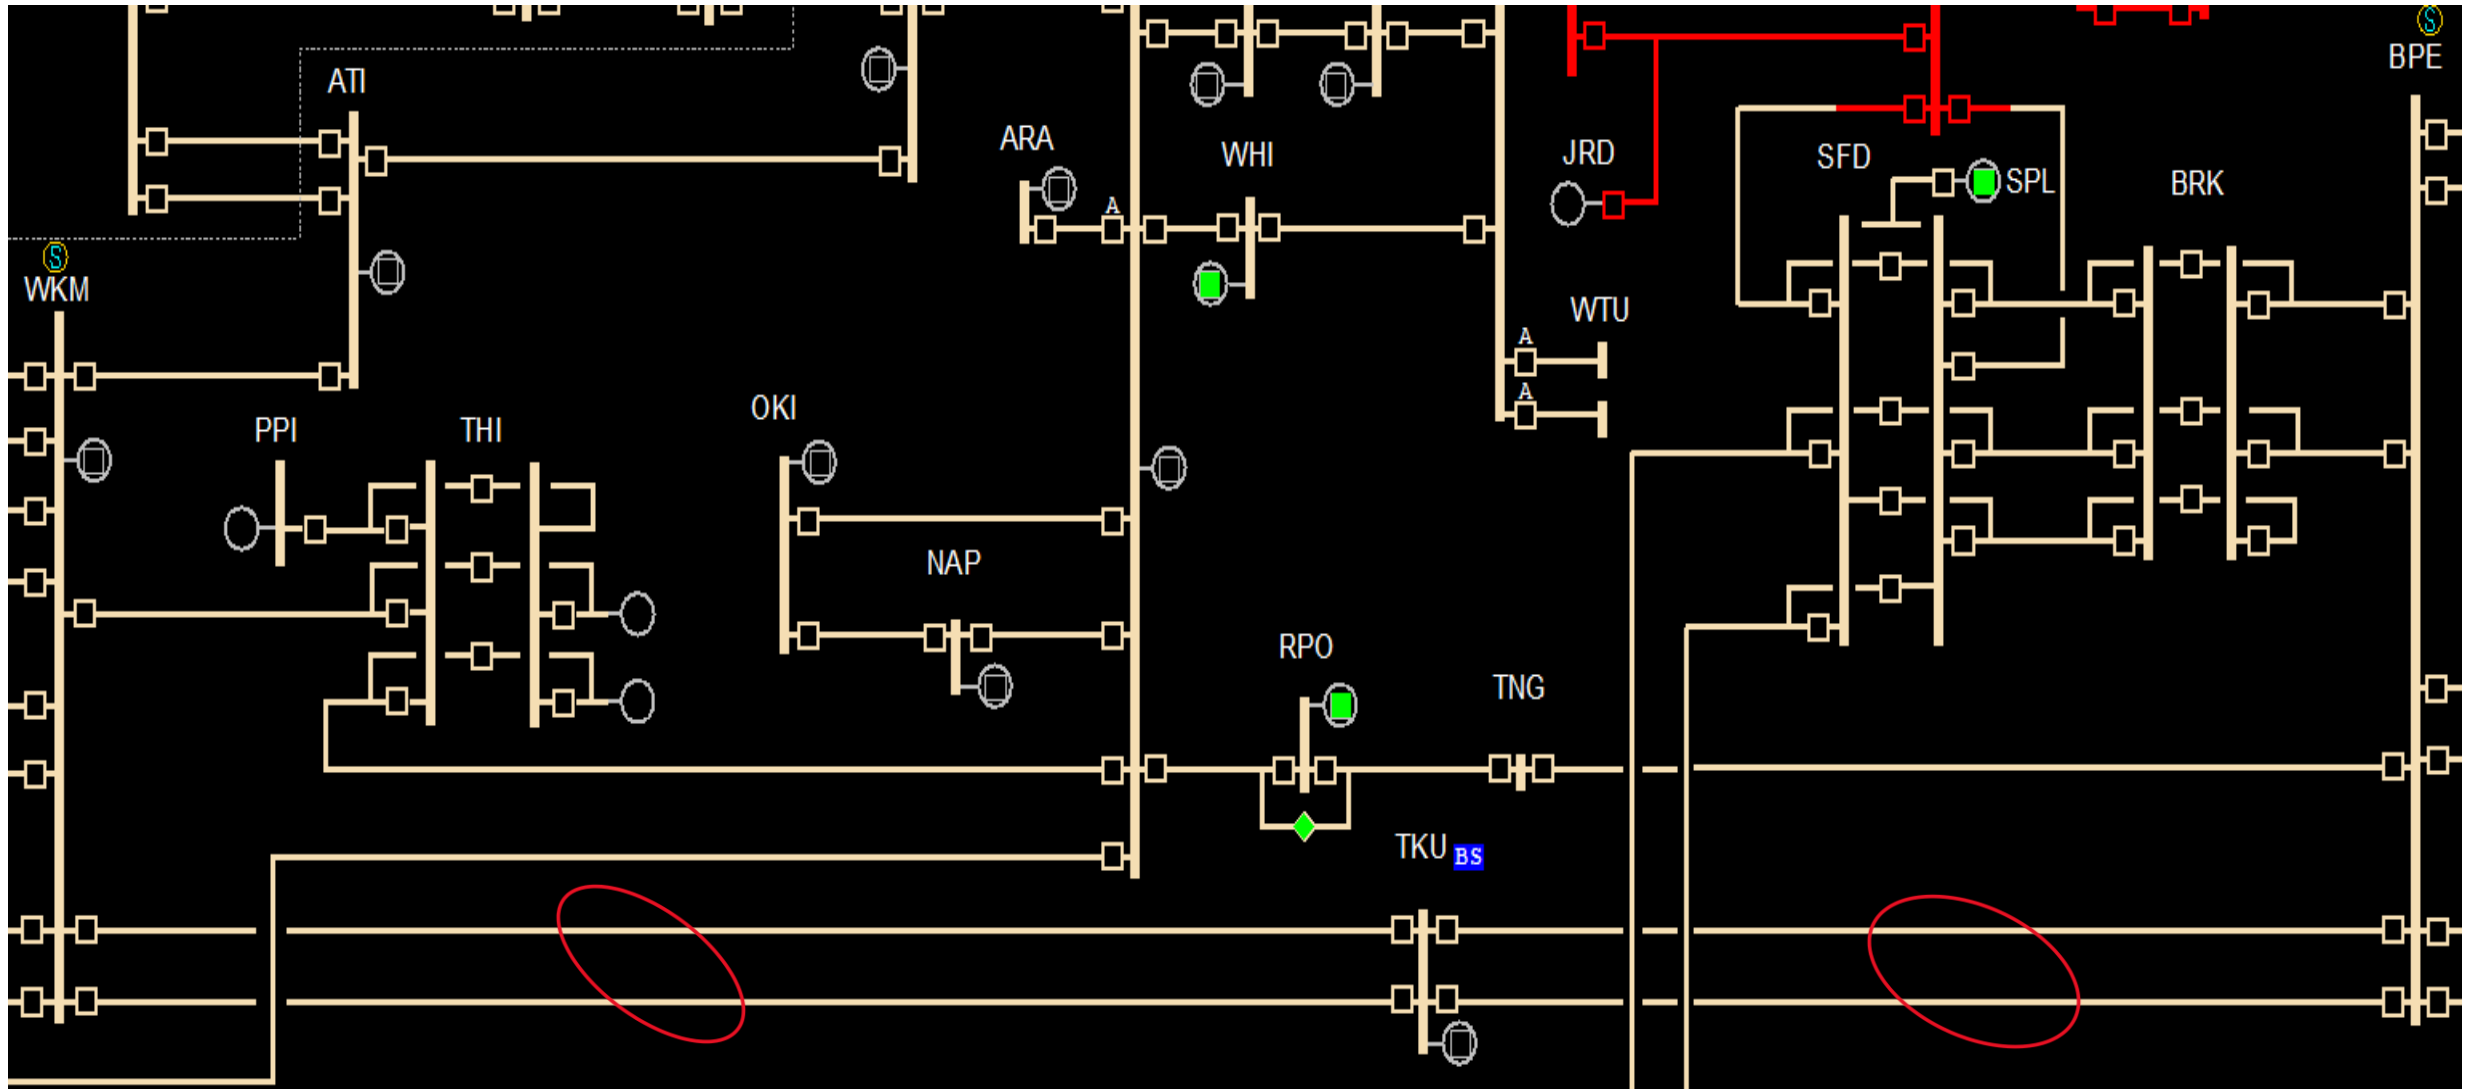 S
BPE
ATI
ARA
A
WHI
JRD
SFD
SPL
BRK
S
WKM
WTU
A
A
OKI
PPI
THI
NAP
RPO
TNG
TKU BS